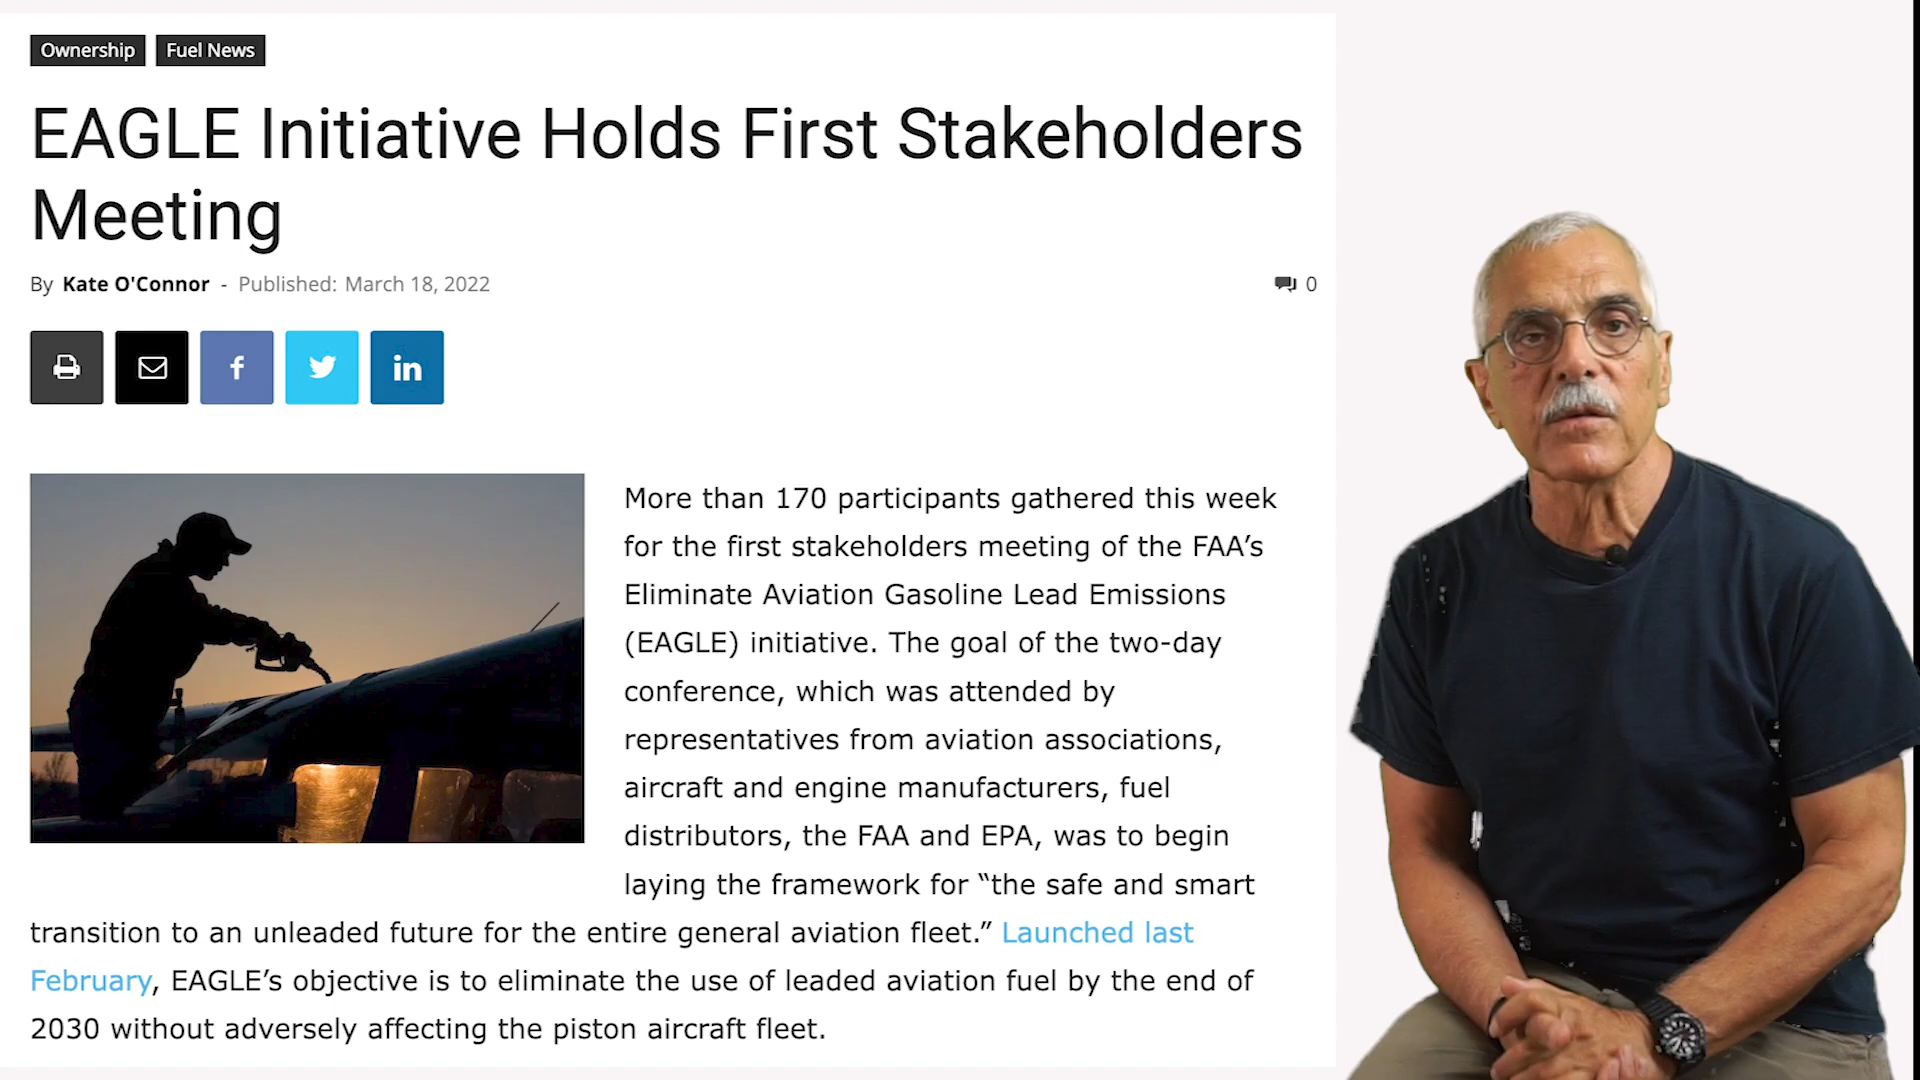 Ownership Fuel News
EAGLE Initiative Holds First Stakeholders
Meeting
By Kate O'Connor - Published: March 18, 2022 0
f in
More than 170 participants gathered this week
for the first stakeholders meeting of the FAA’s
Eliminate Aviation Gasoline Lead Emissions
(EAGLE) initiative. The goal of the two-day
conference, which was attended by
representatives from aviation associations,
aircraft and engine manufacturers, fuel
distributors, the FAA and EPA, was to begin
laying the framework for “the safe and smart
transition to an unleaded future for the entire general aviation fleet.” Launched last
February, EAGLE’s objective is to eliminate the use of leaded aviation fuel by the end of
2030 without adversely affecting the piston aircraft fleet.